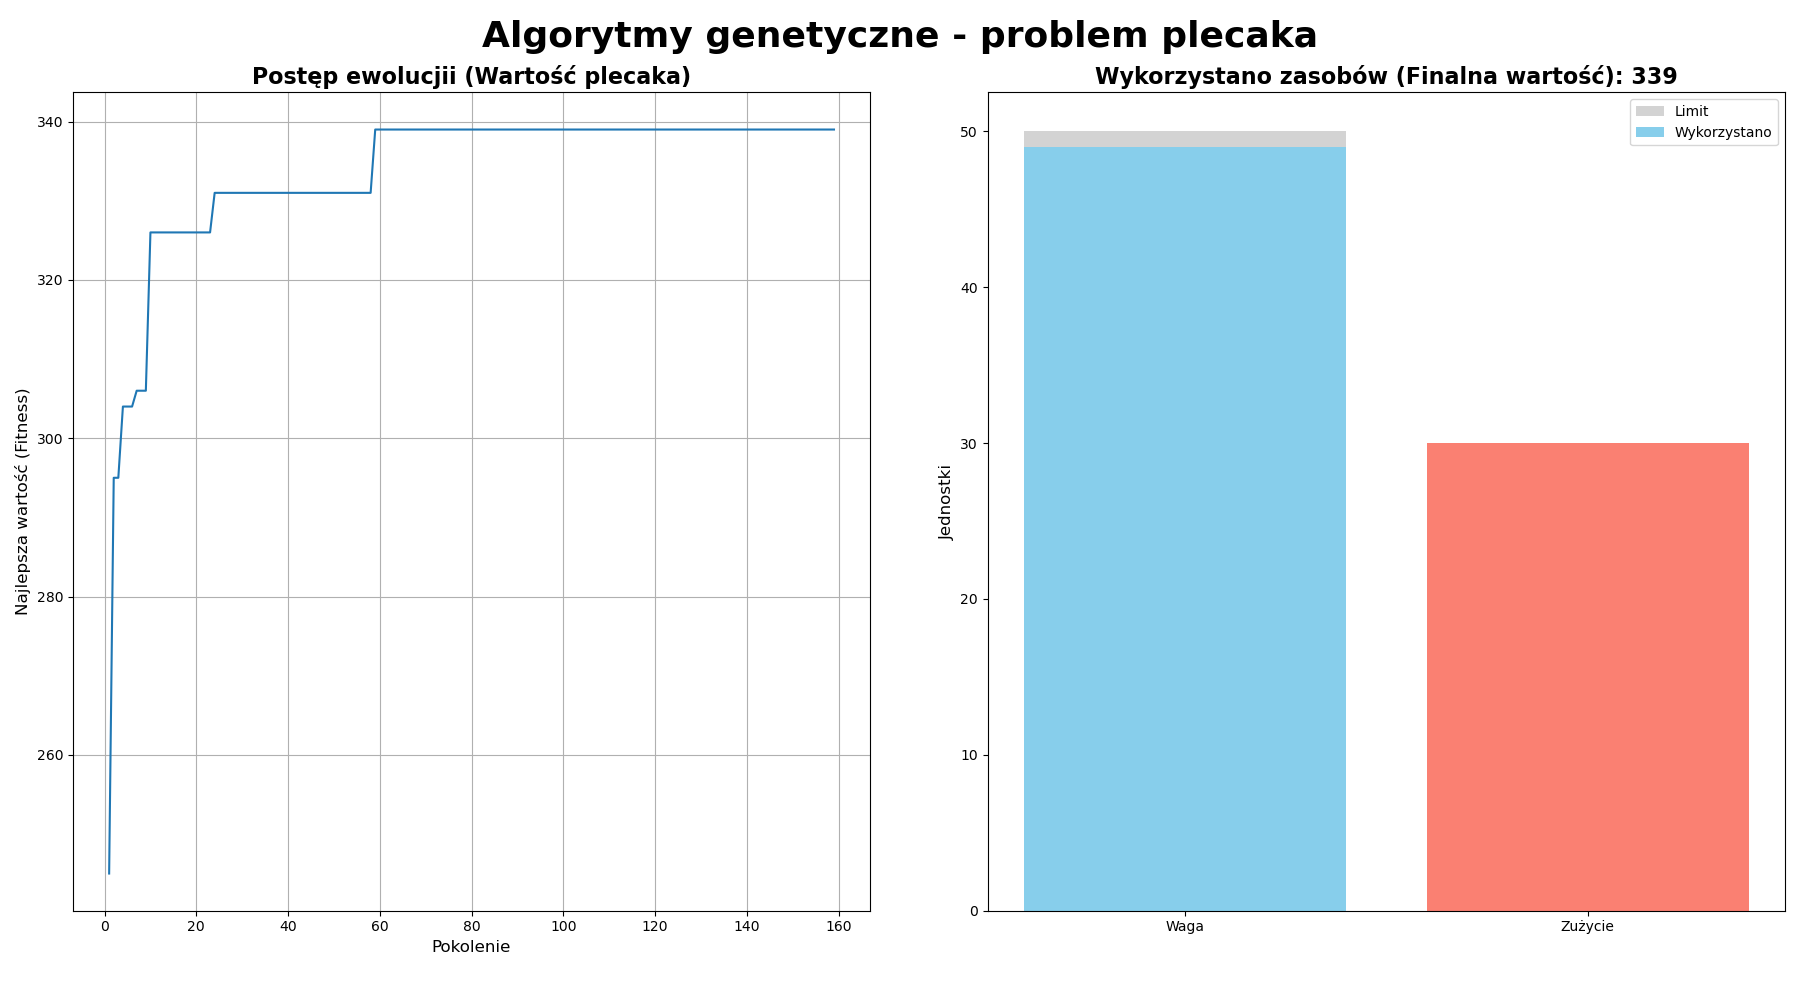 Algorytmy genetyczne - problem plecaka
Postęp ewolucjii (Wartość plecaka)
Najlepsza wartość (Fitness)
340
320
300
280
260
0 20 40 60 80 100 120 140 160
Pokolenie
Wykorzystano zasobów (Finalna wartość): 339
Limit
Wykorzystano
Jednostki
50
40
30
20
10
0
Waga Zużycie